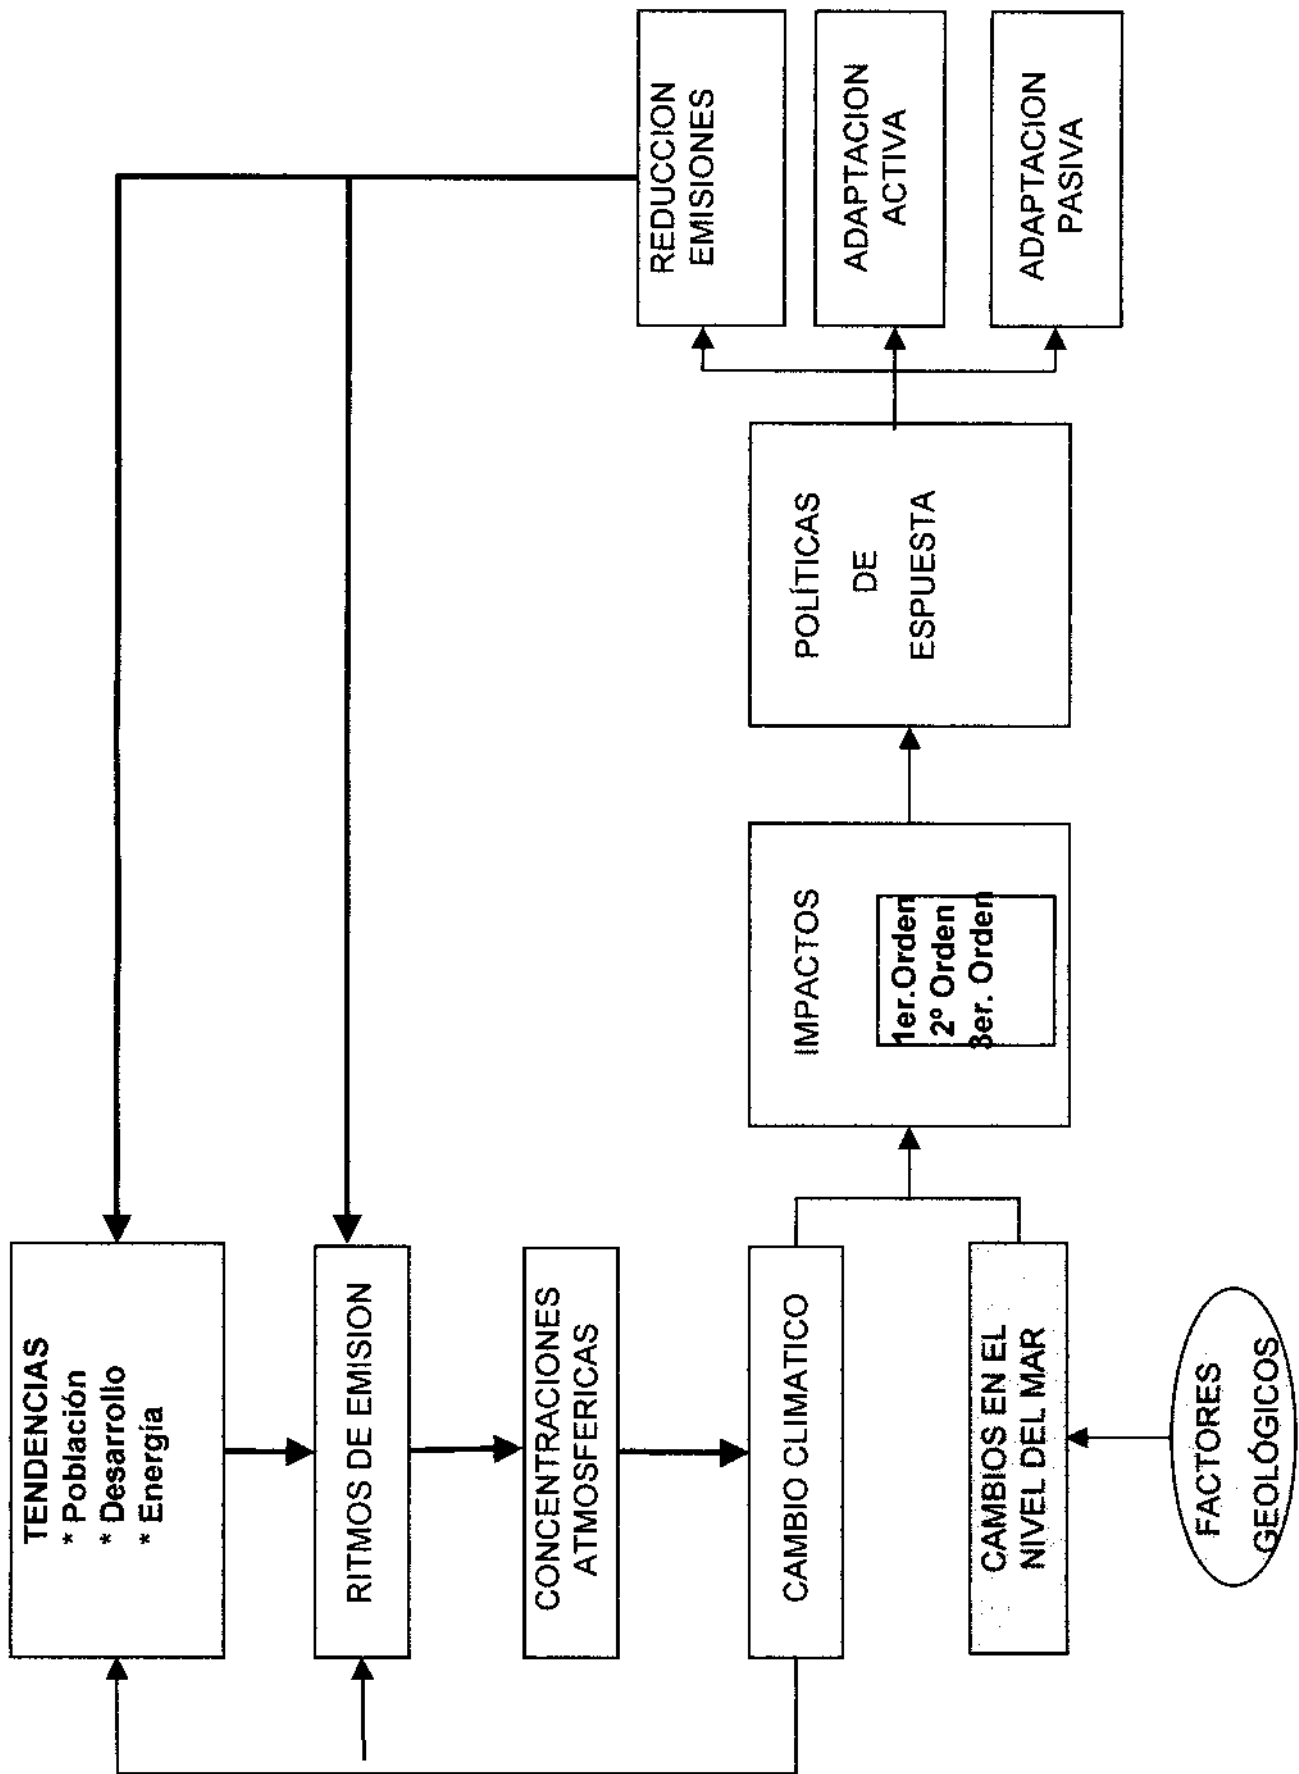 TENDENCIAS
* Población
* Desarrollo
* Energía
RITMOS DE EMISION
CONCENTRACIONES
ATMOSFERICAS
CAMBIO CLIMATICO
CAMBIOS EN EL
NIVEL DEL MAR
FACTORES
GEOLÓGICOS
IMPACTOS
1er.Orden
2º Orden
3er. Orden
POLÍTICAS
DE
ESPUESTA
REDUCCION
EMISIONES
ADAPTACION
ACTIVA
ADAPTACION
PASIVA